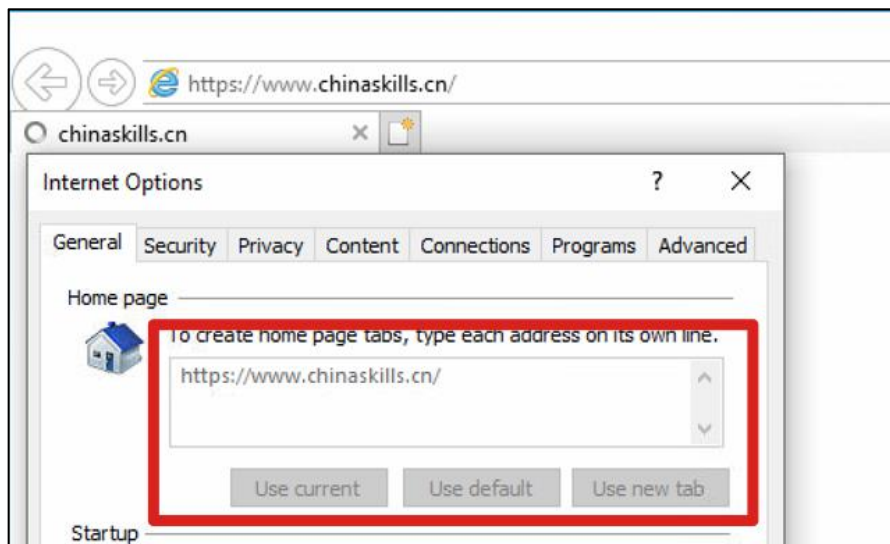 https://www.chinaskills.cn/
chinaskills.cn
Internet Options
General Security Privacy Content Connections Programs Advanced
Home page
To create home page tabs, type each address on its own line.
https://www.chinaskills.cn/
Use current Use default Use new tab
Startup